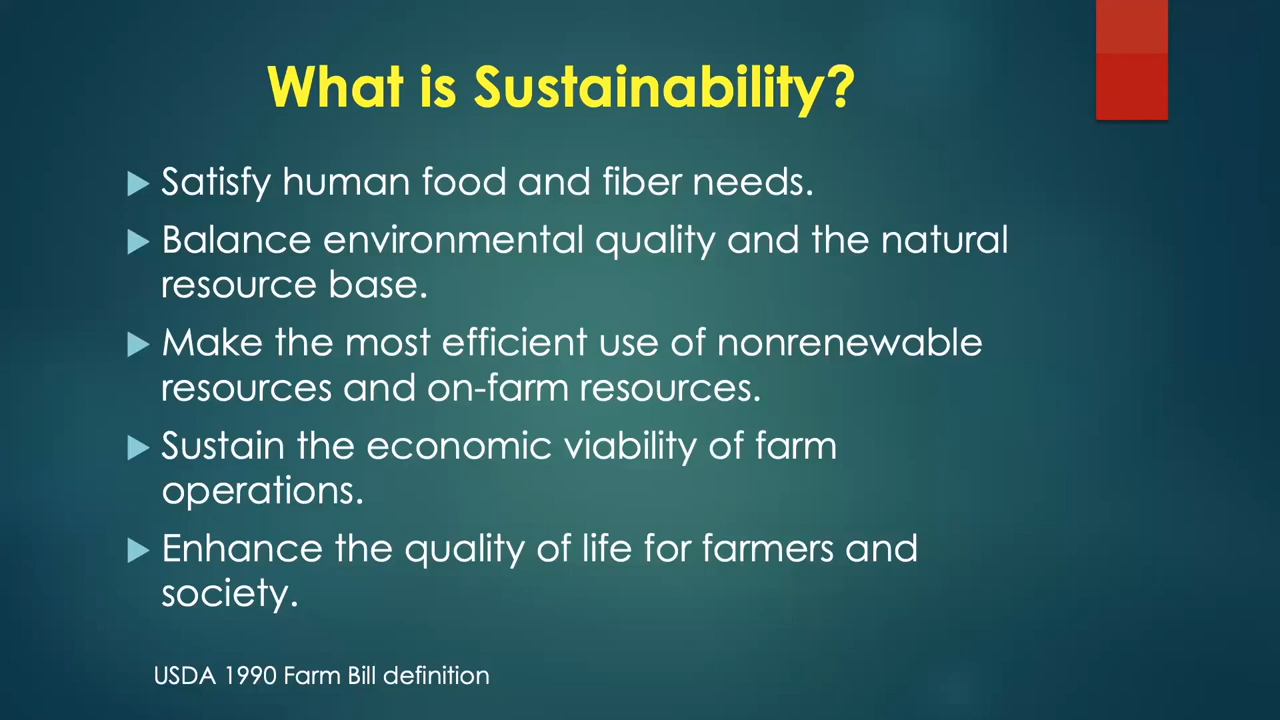 What is Sustainability?
Satisfy human food and fiber needs.
Balance environmental quality and the natural
resource base.
Make the most efficient use of nonrenewable
resources and on-farm resources.
Sustain the economic viability of farm
operations.
Enhance the quality of life for farmers and
society.
USDA 1990 Farm Bill definition